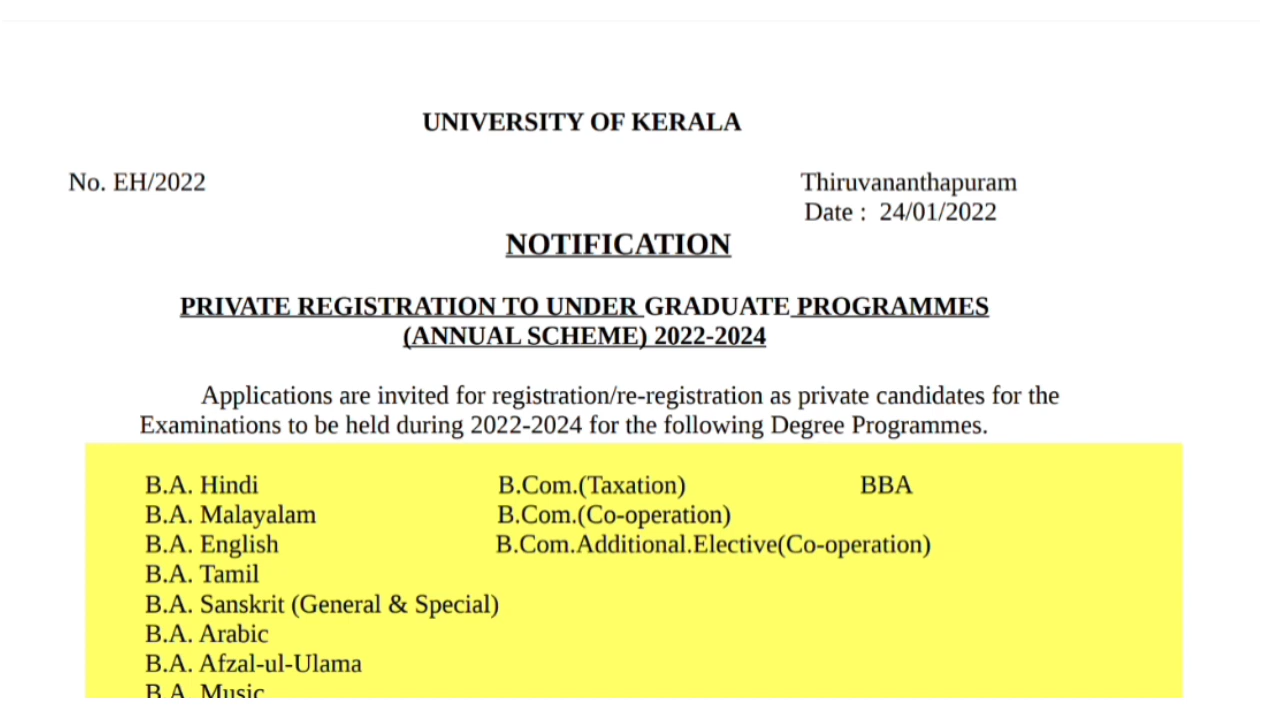 UNIVERSITY OF KERALA
No. EH/2022 Thiruvananthapuram
Date : 24/01/2022
NOTIFICATION
PRIVATE REGISTRATION TO UNDER GRADUATE PROGRAMMES
(ANNUAL SCHEME) 2022-2024
Applications are invited for registration/re-registration as private candidates for the
Examinations to be held during 2022-2024 for the following Degree Programmes.
B.A. Hindi B.Com.(Taxation) BBA
B.A. Malayalam B.Com.(Co-operation)
B.A. English B.Com.Additional.Elective(Co-operation)
B.A. Tamil
B.A. Sanskrit (General & Special)
B.A. Arabic
B.A. Afzal-ul-Ulama
B.A. Music